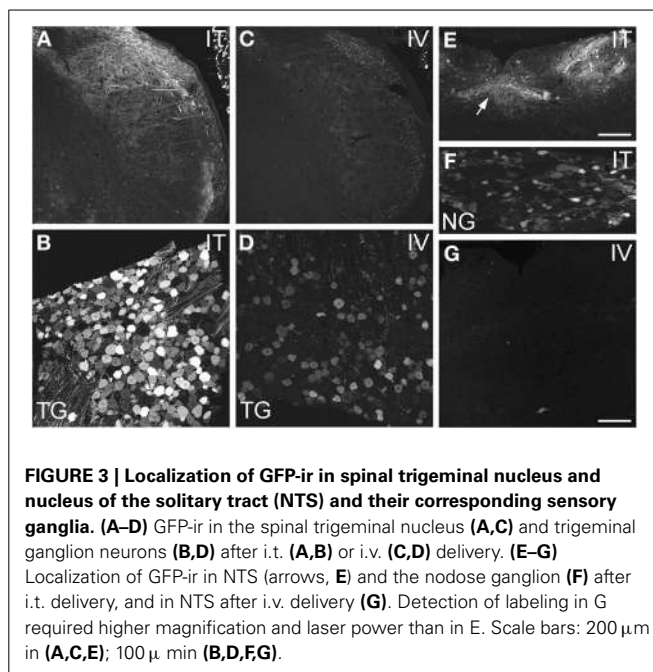 A IT C IV E IT
F IT
NG
B IT D IV G IV
TG TG
FIGURE 3 | Localization of GFP-ir in spinal trigeminal nucleus and
nucleus of the solitary tract (NTS) and their corresponding sensory
ganglia. (A–D) GFP-ir in the spinal trigeminal nucleus (A,C) and trigeminal
ganglion neurons (B,D) after i.t. (A,B) or i.v. (C,D) delivery. (E–G)
Localization of GFP-ir in NTS (arrows, E) and the nodose ganglion (F) after
i.t. delivery, and in NTS after i.v. delivery (G). Detection of labeling in G
required higher magnification and laser power than in E. Scale bars: 200 μm
in (A,C,E); 100 μ min (B,D,F,G).